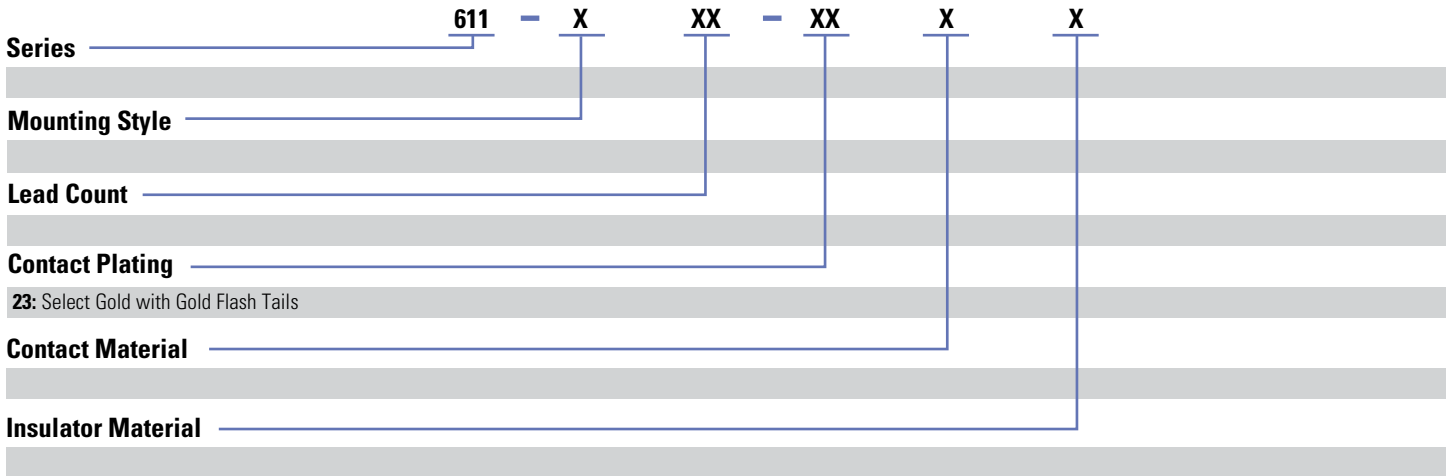 611 – X XX – XX X X
Series
Mounting Style
Lead Count
Contact Plating
23: Select Gold with Gold Flash Tails
Contact Material
Insulator Material